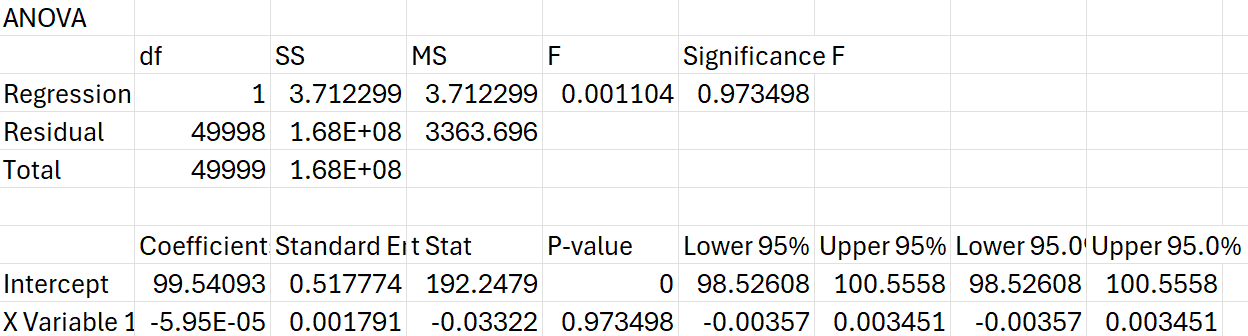 ANOVA
df SS MS F Significance F
Regression 1 3.712299 3.712299 0.001104 0.973498
Residual 49998 1.68E+08 3363.696
Total 49999 1.68E+08
Coefficient Standard Er t Stat P-value Lower 95% Upper 95% Lower 95.0 Upper 95.0%
Intercept 99.54093 0.517774 192.2479 0 98.52608 100.5558 98.52608 100.5558
X Variable 1 -5.95E-05 0.001791 -0.03322 0.973498 -0.00357 0.003451 -0.00357 0.003451